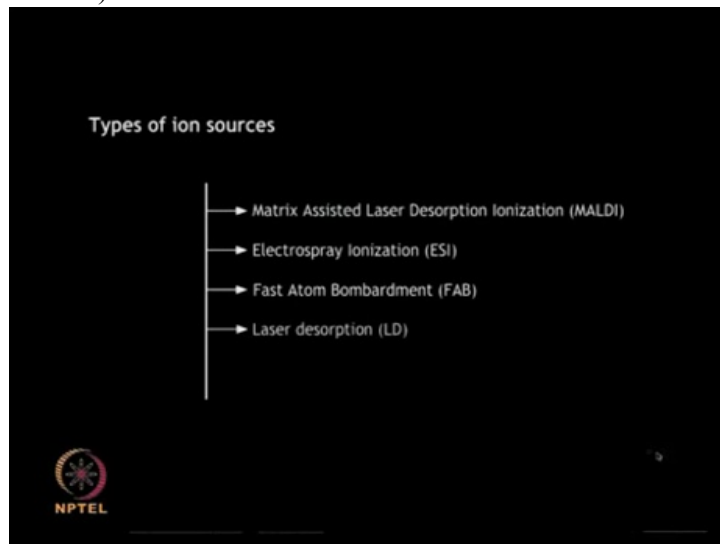 Types of ion sources
Matrix Assisted Laser Desorption Ionization (MALDI)
Electrospray Ionization (ESI)
Fast Atom Bombardment (FAB)
Laser desorption (LD)
NPTEL